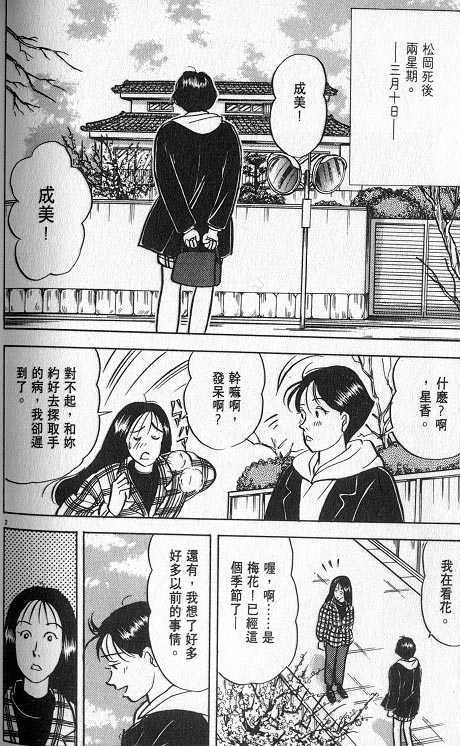 松岡死後
兩星期。
——三月十日——
成美！
成美！
什麼？啊
，星香。
幹嘛啊，
發呆啊？
對不起，和妳
約好去探取手
的病，我卻遲
到了。
2
我在看花。
喔，啊……是
梅花！已經這
個季節了—
還有，我想了好多
好多以前的事情。